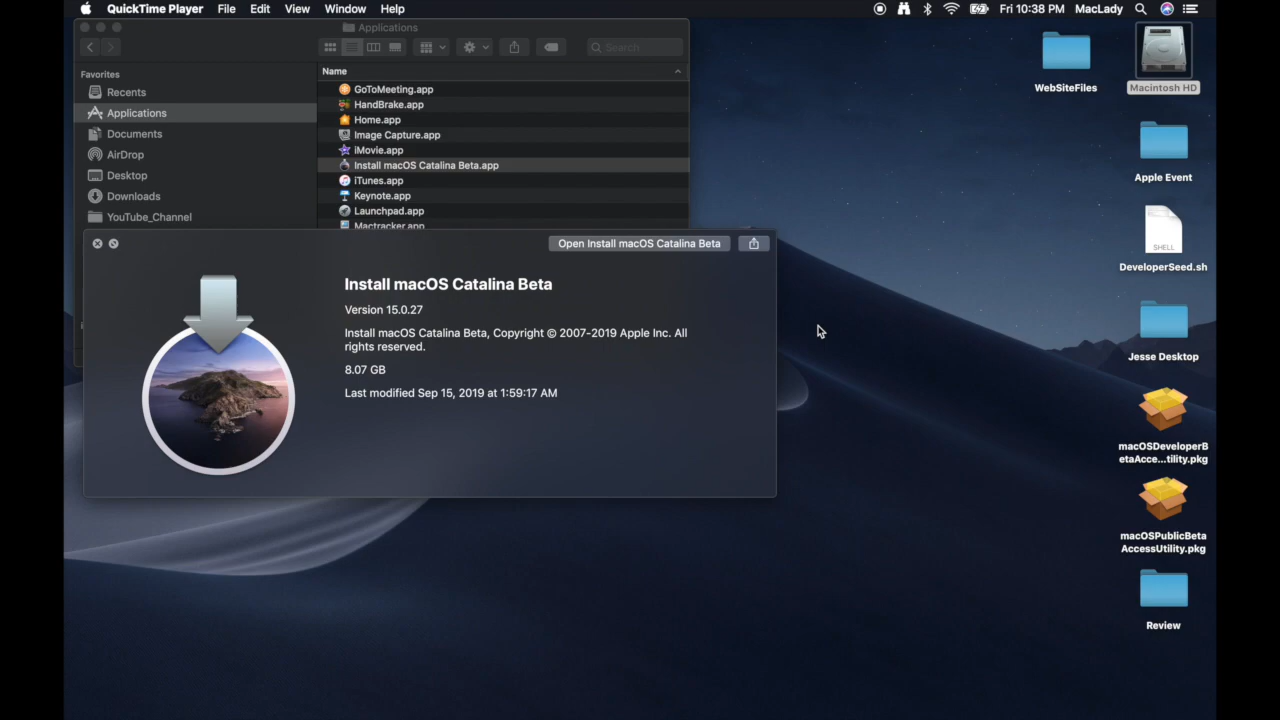 QuickTime Player File Edit View Window Help
Fri 10:38 PM MacLady
Applications
Search
Favorites
Recents
Applications
Documents
AirDrop
Desktop
Downloads
YouTube_Channel
Name
GoToMeeting.app
HandBrake.app
Home.app
Image Capture.app
iMovie.app
Install macOS Catalina Beta.app
iTunes.app
Keynote.app
Launchpad.app
Mactracker.app
Open Install macOS Catalina Beta
Install macOS Catalina Beta
Version 15.0.27
Install macOS Catalina Beta, Copyright © 2007-2019 Apple Inc. All
rights reserved.
8.07 GB
Last modified Sep 15, 2019 at 1:59:17 AM
WebSiteFiles
Macintosh HD
Apple Event
SHELL
DeveloperSeed.sh
Jesse Desktop
macOSDeveloperB
etaAcce...tility.pkg
macOSPublicBeta
AccessUtility.pkg
Review